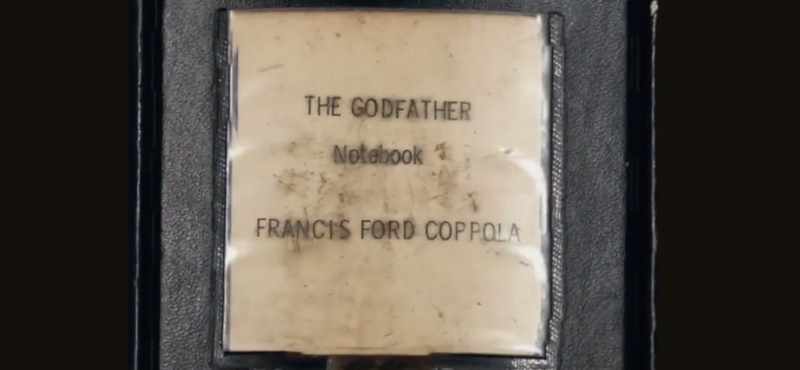 THE GODFATHER
Notebook
FRANCIS FORD COPPOLA